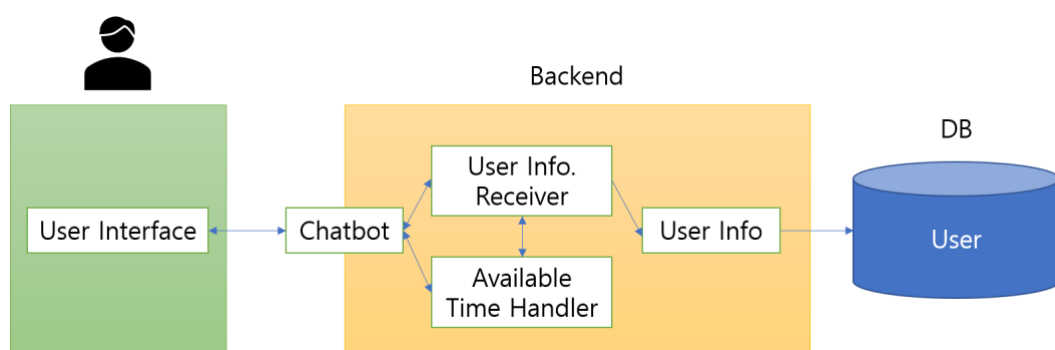 Backend
DB
User Interface
Chatbot
User Info.
Receiver
Available
Time Handler
User Info
User